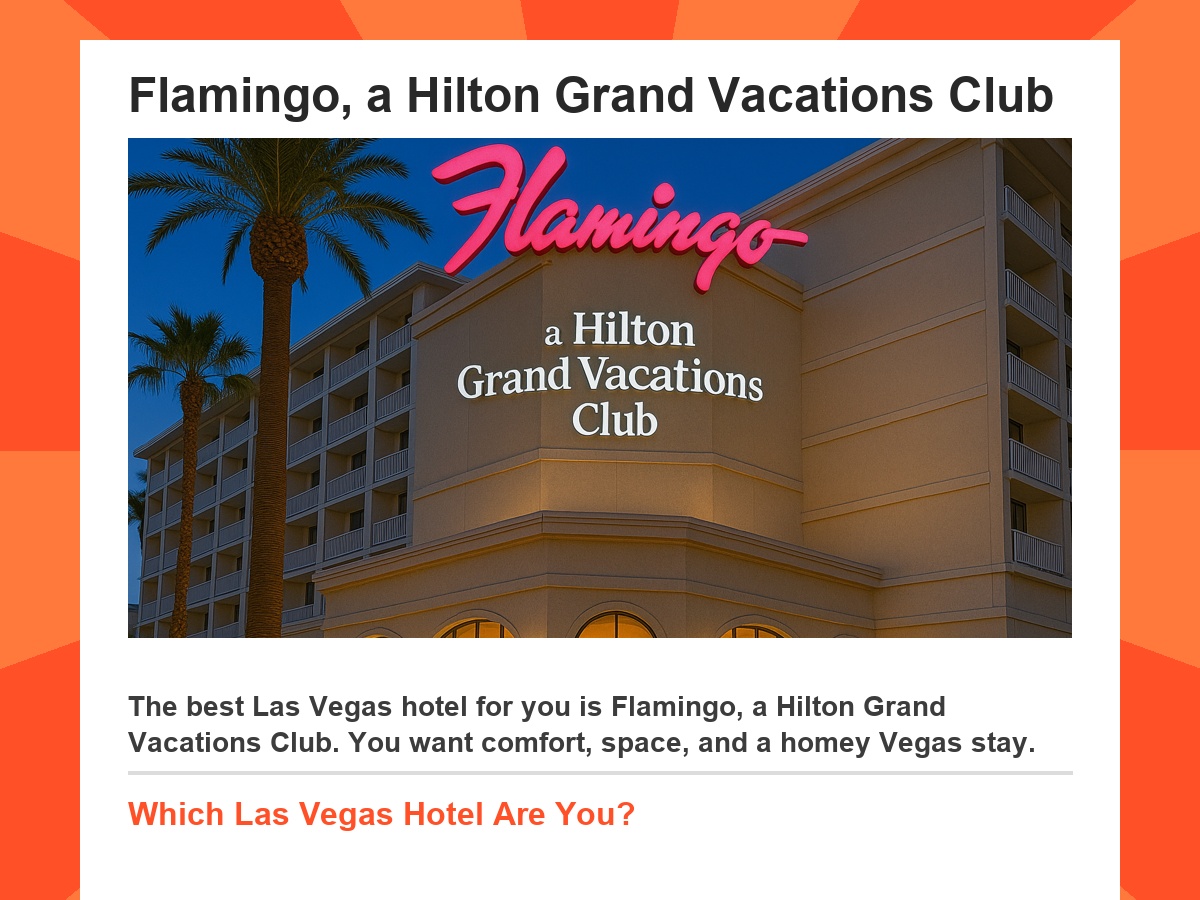 Flamingo, a Hilton Grand Vacations Club
Flamingo
a Hilton
Grand Vacations
Club
The best Las Vegas hotel for you is Flamingo, a Hilton Grand
Vacations Club. You want comfort, space, and a homey Vegas stay.
Which Las Vegas Hotel Are You?